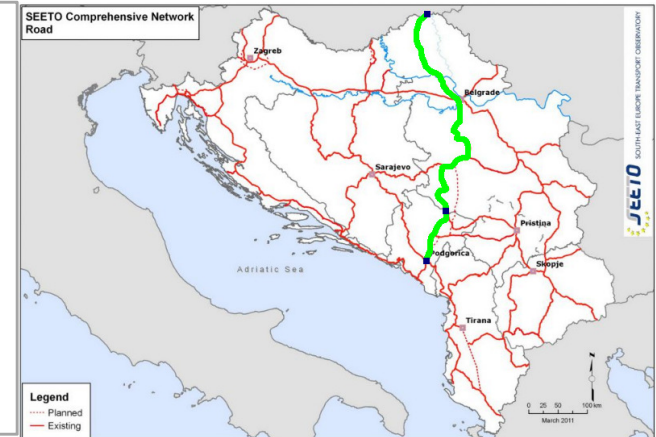 SEETO Comprehensive Network
Road
Zagreb
Belgrade
Sarajevo
Pristina
Podgorica
Skopje
Adriatic Sea
Tirana
Legend
Planned
Existing
N
0 25 50 100 km
March 2011
SEETO
SOUTH-EAST EUROPE TRANSPORT OBSERVATORY